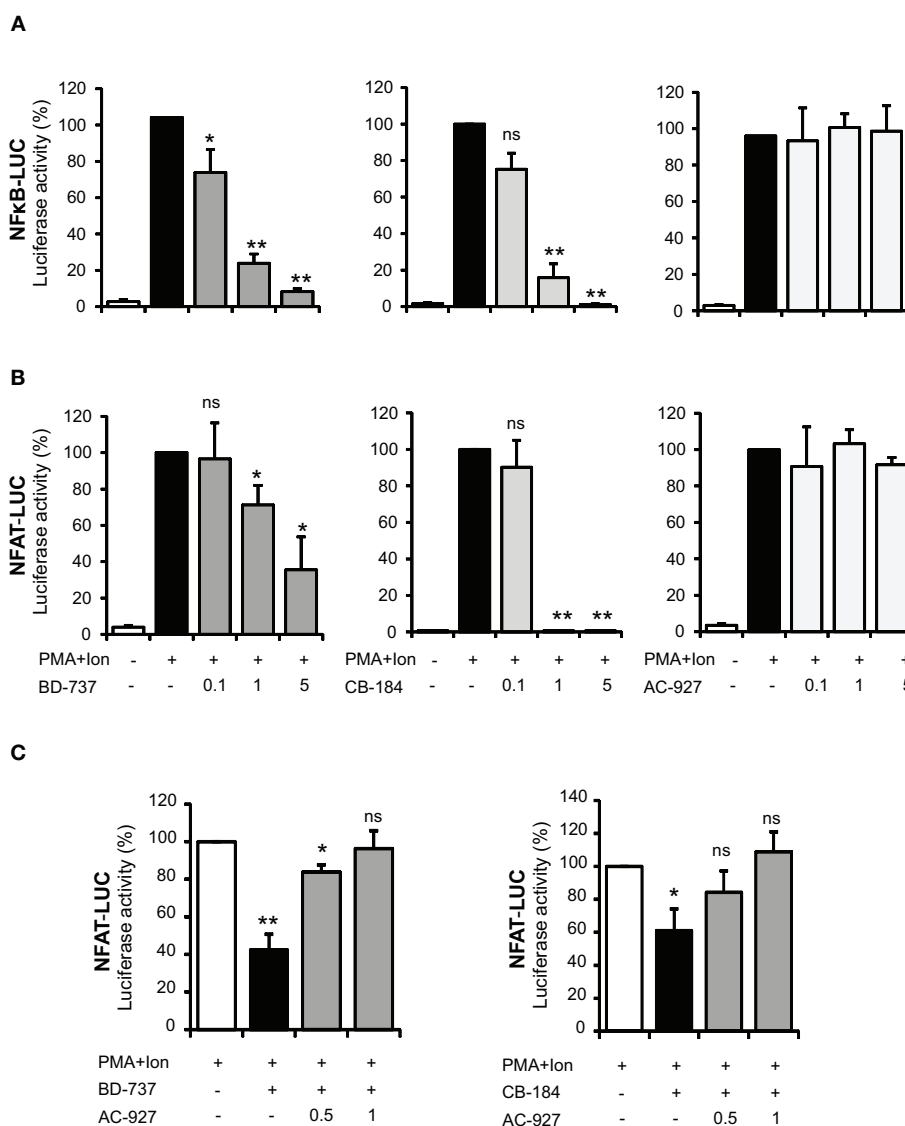 A
NFκB-LUC
Luciferase activity (%)
120
100
80
60
40
20
0
*
**
**
120
100
80
60
40
20
0
ns
**
**
120
100
80
60
40
20
0
B
NFAT-LUC
Luciferase activity (%)
120
100
80
60
40
20
0
ns
*
*
120
100
80
60
40
20
0
ns
**
**
120
100
80
60
40
20
0
PMA+Ion - + + + +
BD-737 - - 0.1 1 5
PMA+Ion - + + + +
CB-184 - - 0.1 1 5
PMA+Ion - + + + +
AC-927 - - 0.1 1 5
C
NFAT-LUC
Luciferase activity (%)
120
100
80
60
40
20
0
**
*
ns
PMA+Ion + + + +
BD-737 - + + +
AC-927 - - 0.5 1
NFAT-LUC
Luciferase activity (%)
140
120
100
80
60
40
20
0
*
ns
ns
PMA+Ion + + + +
CB-184 - + + +
AC-927 - - 0.5 1